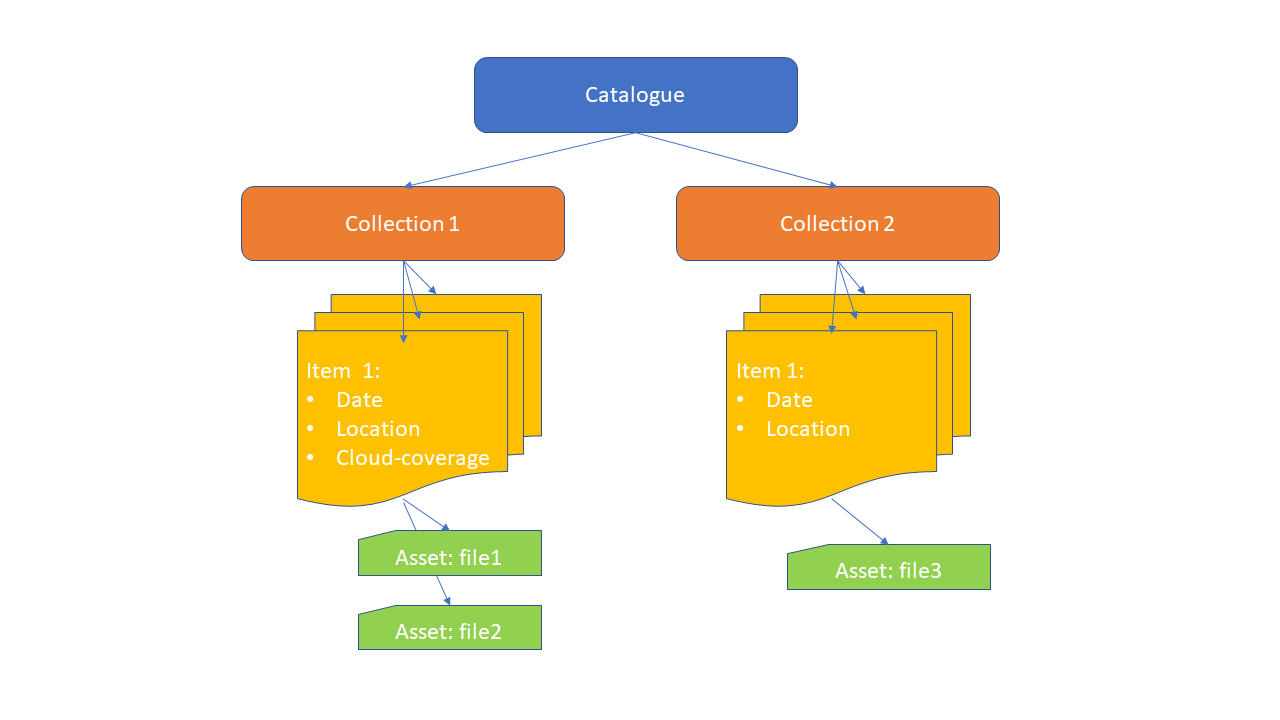 Catalogue
Collection 1
Collection 2
Item  1:
• Date
• Location
• Cloud-coverage
Item 1:
• Date
• Location
Asset: file1
Asset: file2
Asset: file3